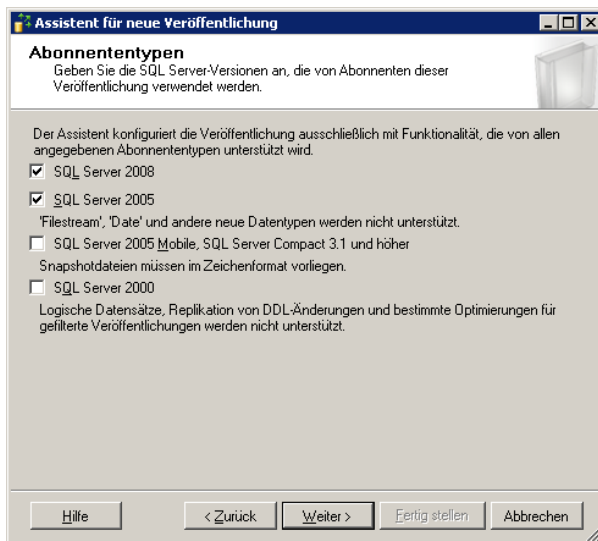 Assistent für neue Veröffentlichung
Abonnententypen
Geben Sie die SQL Server-Versionen an, die von Abonnenten dieser
Veröffentlichung verwendet werden.
Der Assistent konfiguriert die Veröffentlichung ausschließlich mit Funktionalität, die von allen
angegebenen Abonnententypen unterstützt wird.
SQL Server 2008
SQL Server 2005
'Filestream', 'Date' und andere neue Datentypen werden nicht unterstützt.
SQL Server 2005 Mobile, SQL Server Compact 3.1 und höher
Snapshotdateien müssen im Zeichenformat vorliegen.
SQL Server 2000
Logische Datensätze, Replikation von DDL-Änderungen und bestimmte Optimierungen für
gefilterte Veröffentlichungen werden nicht unterstützt.
Hilfe
< Zurück
Weiter >
Fertig stellen
Abbrechen